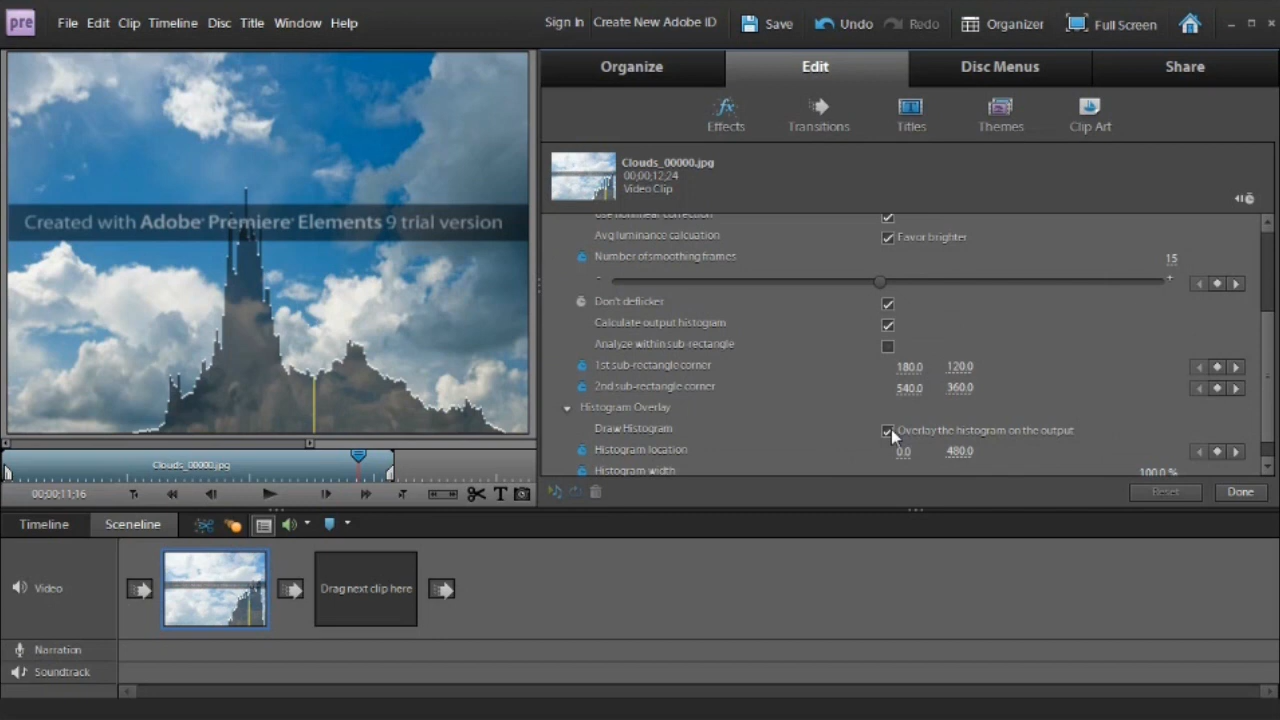 pre File Edit Clip Timeline Disc Title Window Help Sign In Create New Adobe ID Save Undo Redo Organizer Full Screen
Organize Edit Disc Menus Share
Effects Transitions Titles Themes Clip Art
Clouds_00000.jpg
00;00;12;24
Video Clip
Created with Adobe Premiere Elements 9 trial version
Use nonlinear correction
Avg luminance calcuation Favor brighter
Number of smoothing frames 15
- +
Don't deflicker
Calculate output histogram
Analyze within sub-rectangle
1st sub-rectangle corner 180.0 120.0
2nd sub-rectangle corner 540.0 360.0
Histogram Overlay
Draw Histogram Overlay the histogram on the output
Histogram location 0.0 480.0
Histogram width 100.0 %
Clouds_00000.jpg
00;00;11;16
Reset Done
Timeline Sceneline
Video Drag next clip here
Narration
Soundtrack